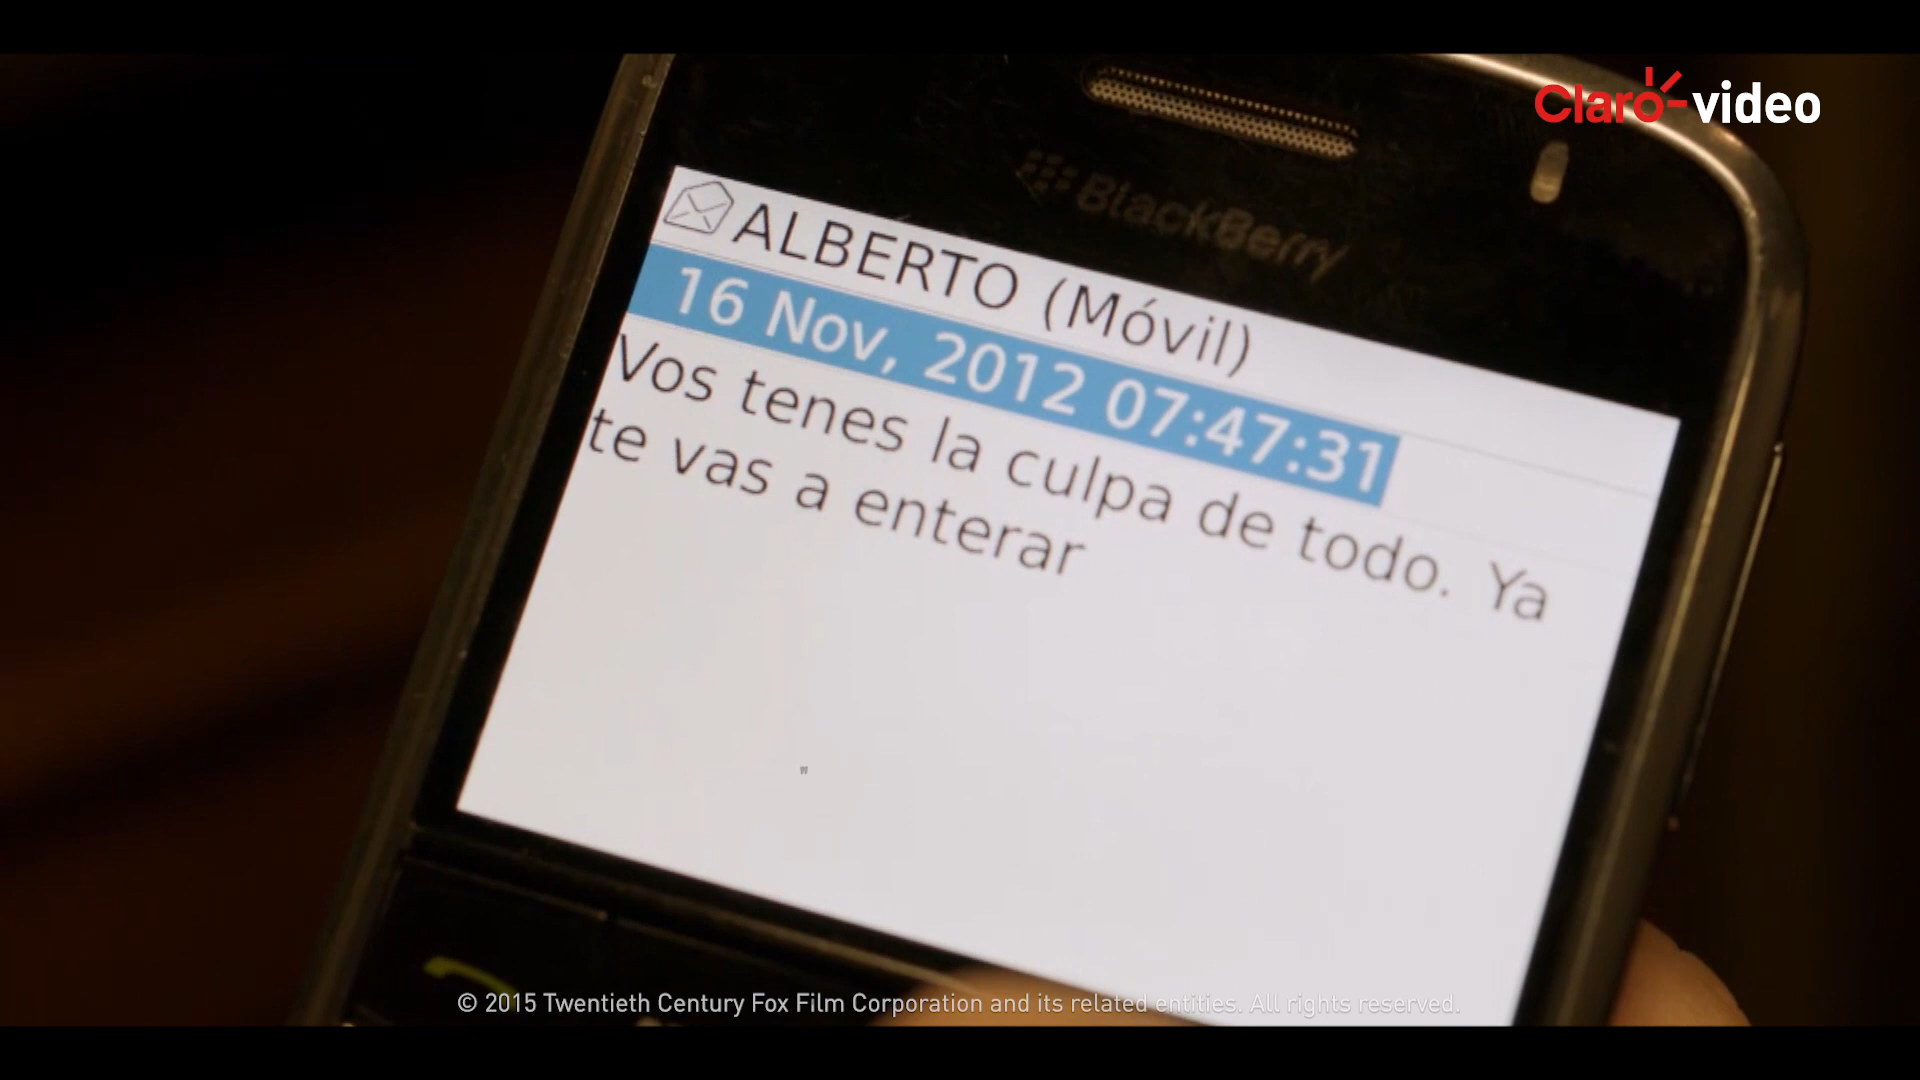 Claro-video
BlackBerry
ALBERTO (Móvil)
16 Nov, 2012 07:47:31
Vos tenes la culpa de todo. Ya
te vas a enterar
© 2015 Twentieth Century Fox Film Corporation and its related entities. All rights reserved.